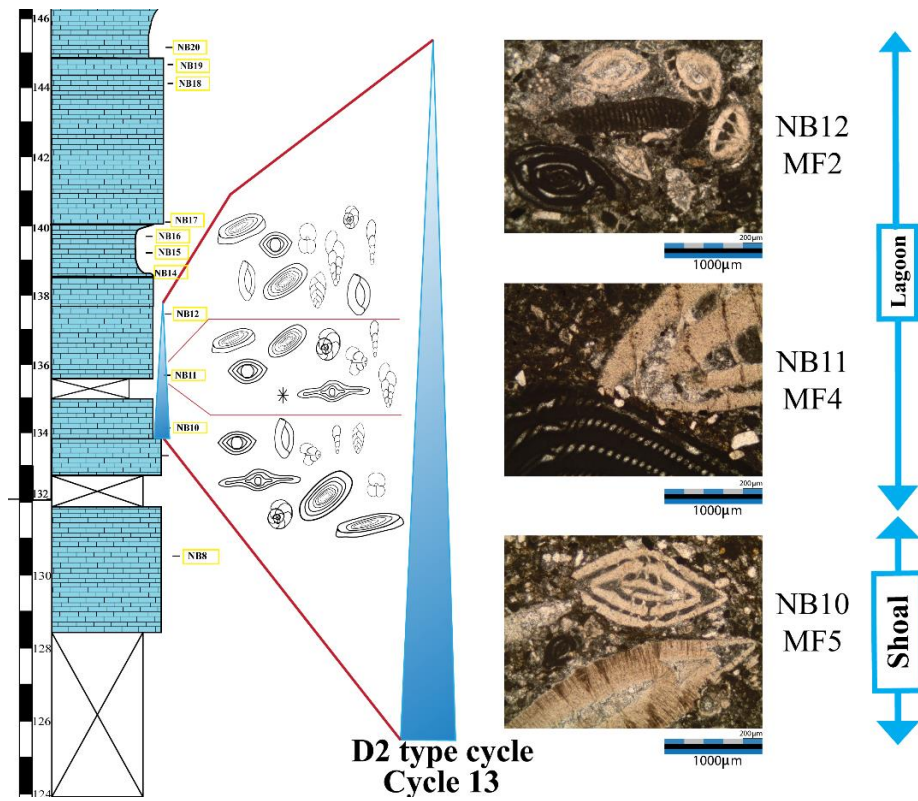 146
144
142
140
138
136
134
132
130
128
126
124
NB20
NB19
NB18
NB17
NB16
NB15
NB14
NB12
NB11
NB10
NB8
D2 type cycle
Cycle 13
200µm
1000µm
NB12
MF2
200µm
1000µm
NB11
MF4
200µm
1000µm
NB10
MF5
Lagoon
Shoal